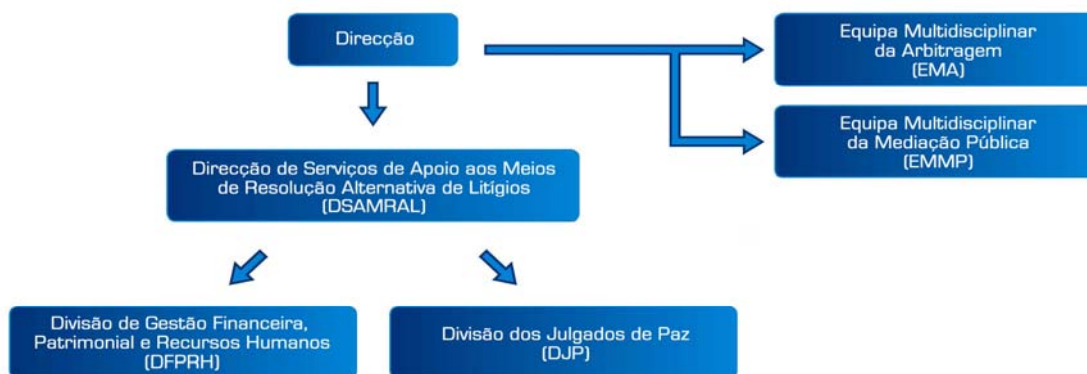 Direcção
Equipa Multidisciplinar
da Arbitragem
(EMA)
Equipa Multidisciplinar
da Mediação Pública
(EMMP)
Direcção de Serviços de Apoio aos Meios
de Resolução Alternativa de Litígios
(DSAMRAL)
Divisão de Gestão Financeira,
Patrimonial e Recursos Humanos
(DFPRH)
Divisão dos Julgados de Paz
(DJP)